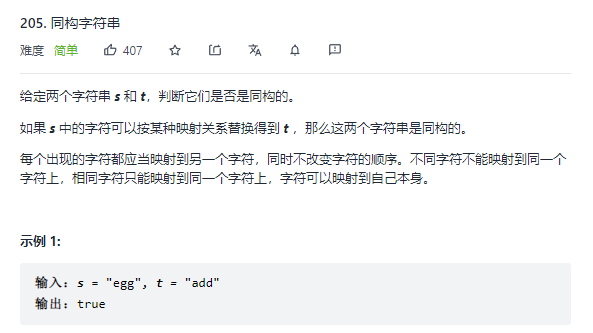 205. 同构字符串
难度 简单 407
给定两个字符串 s 和 t，判断它们是否是同构的。
如果 s 中的字符可以按某种映射关系替换得到 t ，那么这两个字符串是同构的。
每个出现的字符都应当映射到另一个字符，同时不改变字符的顺序。不同字符不能映射到同一个
字符上，相同字符只能映射到同一个字符上，字符可以映射到自己本身。
示例 1:
输入：s = "egg", t = "add"
输出：true